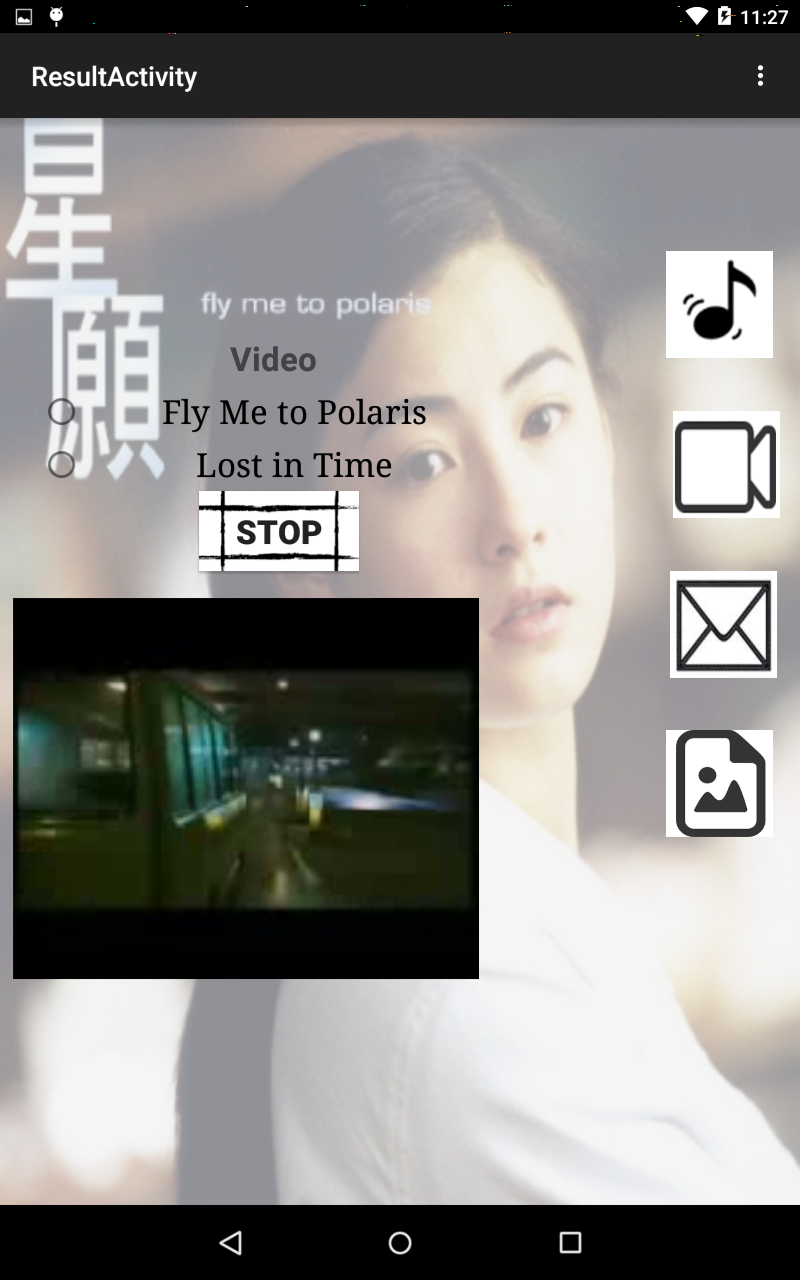 11:27
ResultActivity
星願
fly me to polaris
Video
Fly Me to Polaris
Lost in Time
STOP